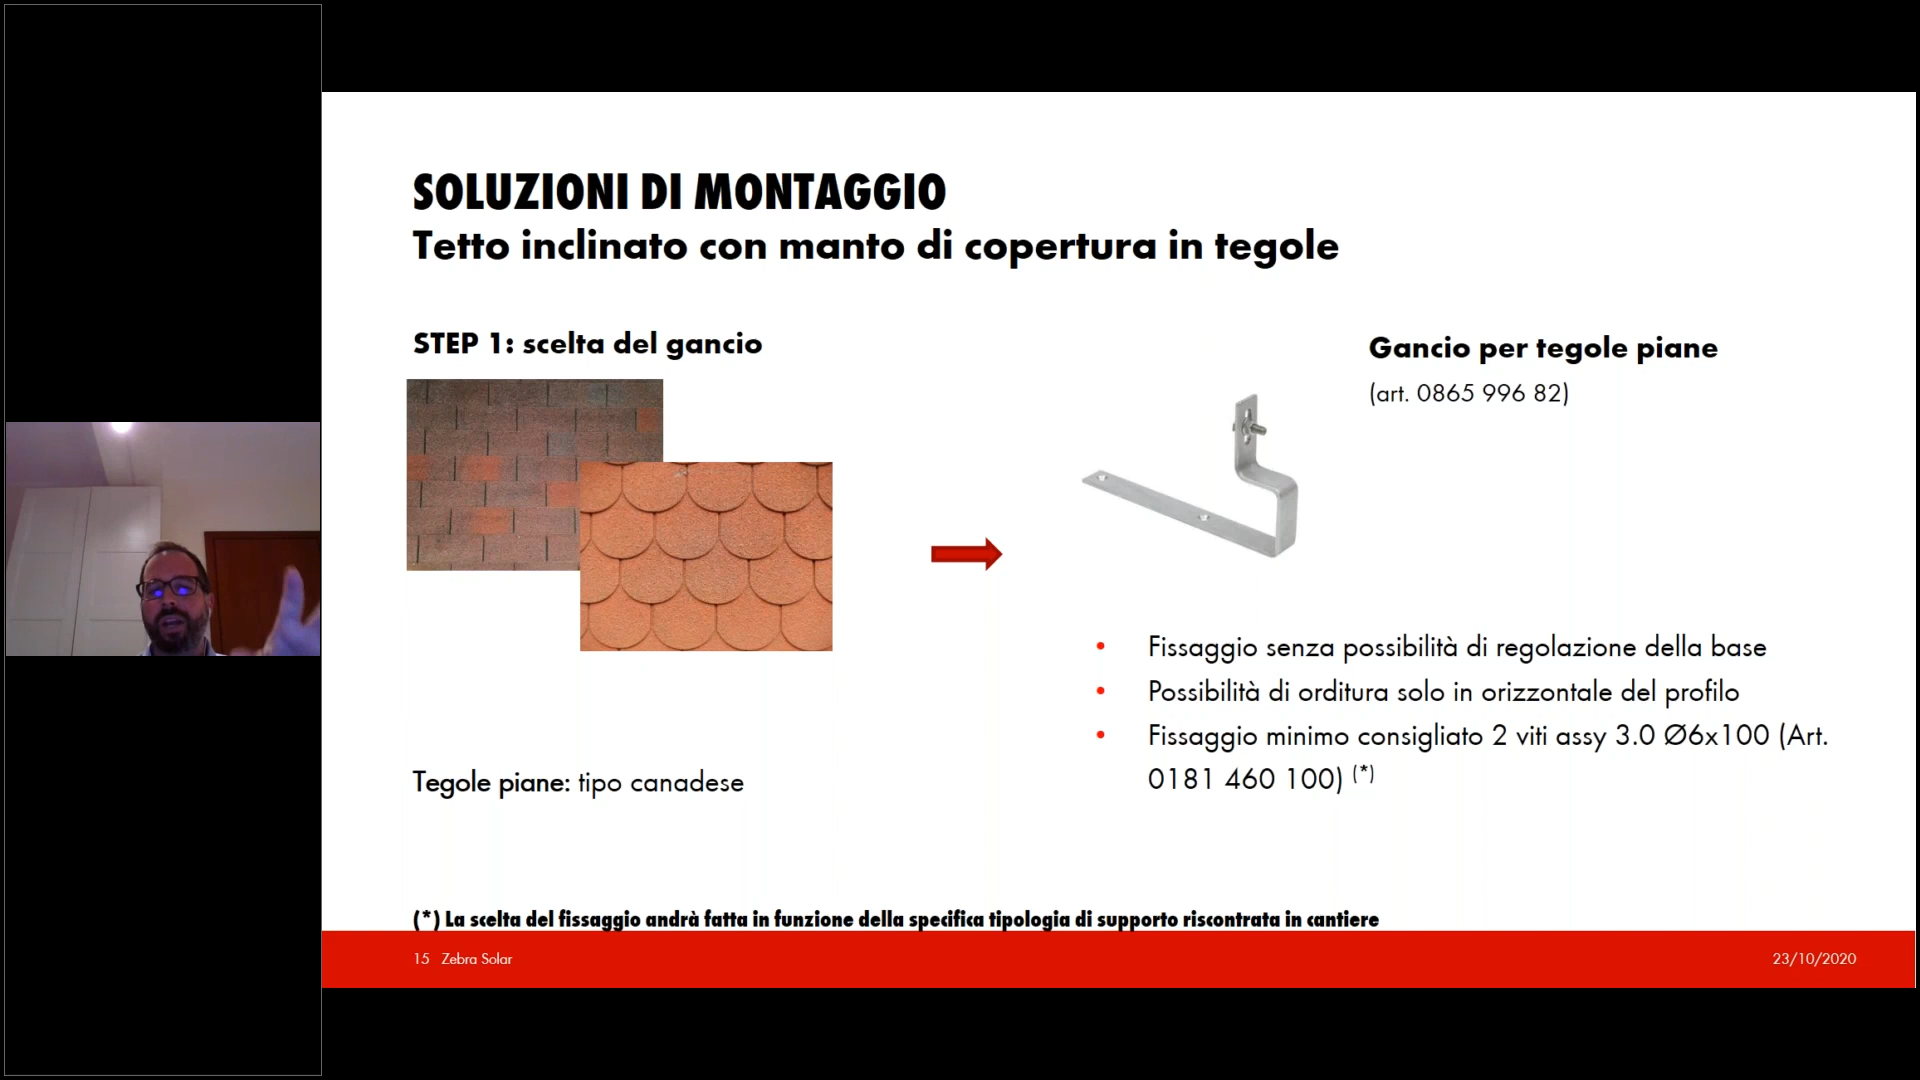 SOLUZIONI DI MONTAGGIO
Tetto inclinato con manto di copertura in tegole
STEP 1: scelta del gancio
Gancio per tegole piane
(art. 0865 996 82)
• Fissaggio senza possibilità di regolazione della base
• Possibilità di orditura solo in orizzontale del profilo
• Fissaggio minimo consigliato 2 viti assy 3.0 Ø6x100 (Art.
0181 460 100) (*)
Tegole piane: tipo canadese
(*) La scelta del fissaggio andrà fatta in funzione della specifica tipologia di supporto riscontrata in cantiere
15 Zebra Solar
23/10/2020